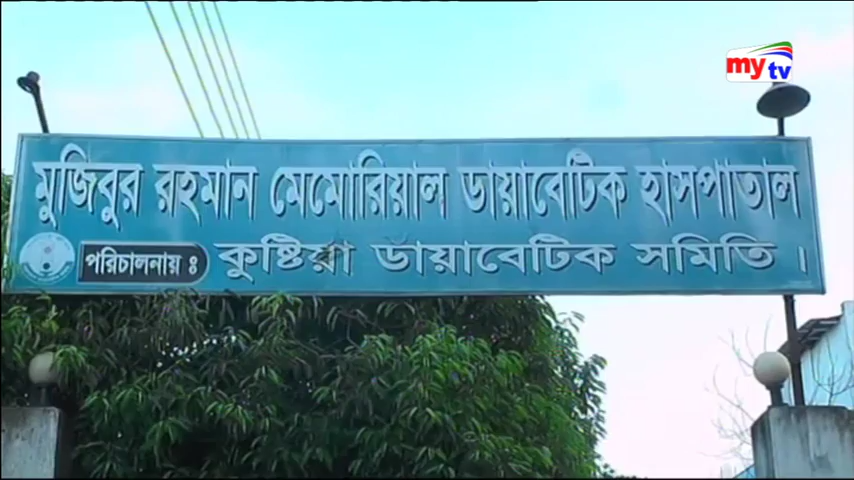 my tv
মুজিবুর রহমান মেমোরিয়াল ডায়াবেটিক হাসপাতাল
পরিচালনায় ঃ কুষ্টিয়া ডায়াবেটিক সমিতি ।